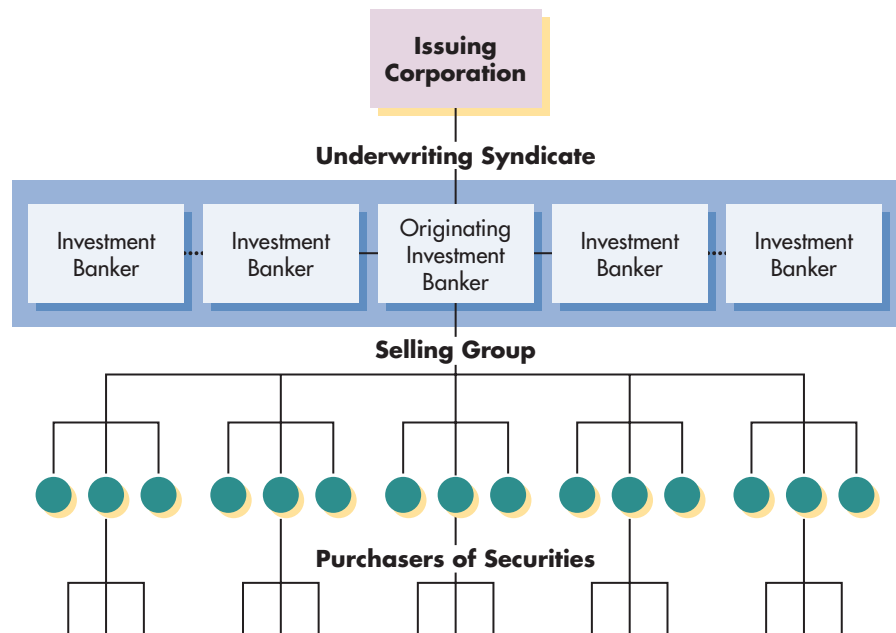 Issuing
Corporation
Underwriting Syndicate
Investment
Banker
Investment
Banker
Originating
Investment
Banker
Investment
Banker
Investment
Banker
Selling Group
Purchasers of Securities